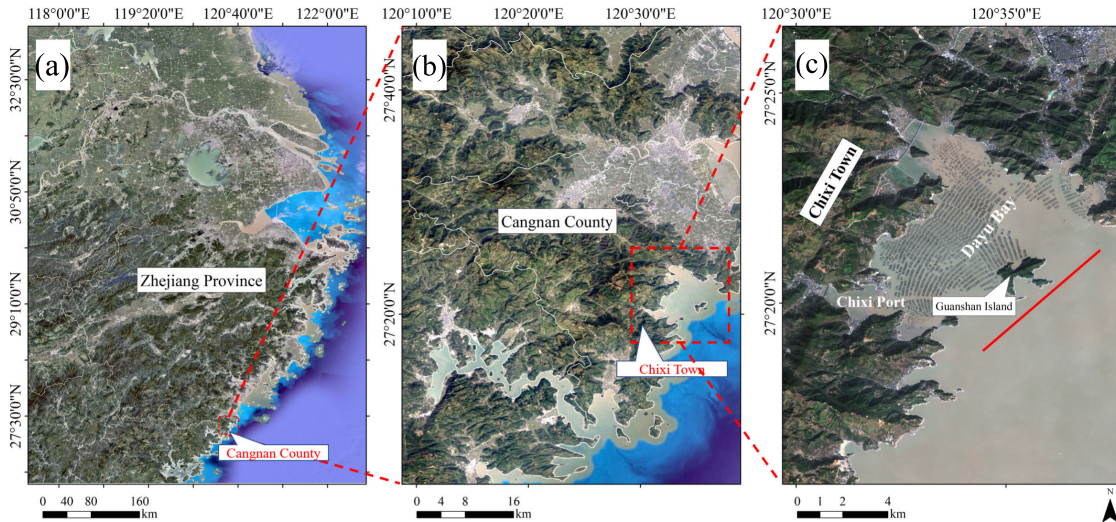 118°0'0"E 119°20'0"E 120°40'0"E 122°0'0"E
120°10'0"E 120°20'0"E 120°30'0"E
120°30'0"E 120°35'0"E
(a)
32°30'0"N
30°50'0"N
29°10'0"N
27°30'0"N
Zhejiang Province
Cangnan County
0 40 80 160
km
(b)
27°40'0"N
27°20'0"N
Cangnan County
Chixi Town
0 4 8 16
km
(c)
27°25'0"N
27°20'0"N
Chixi Town
Dayu Bay
Chixi Port
Guanshan Island
0 1 2 4
km
N